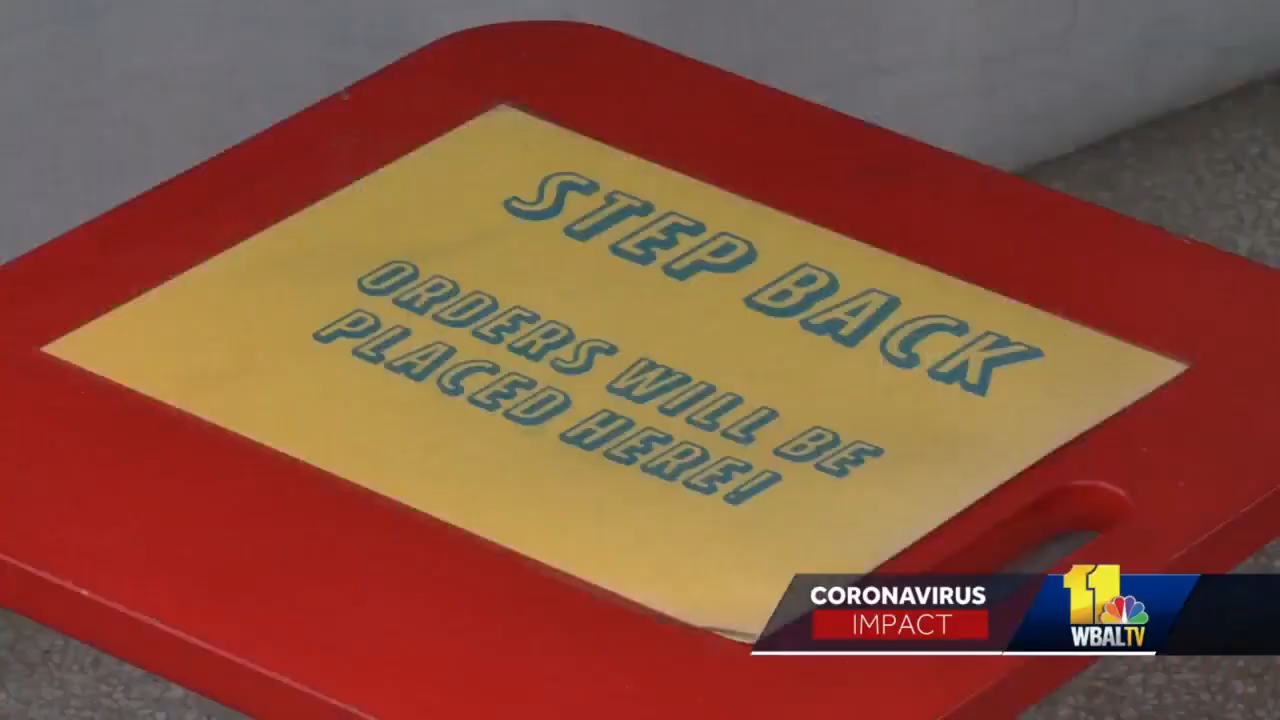 STEP BACK
ORDERS WILL BE
PLACED HERE!
CORONAVIRUS
IMPACT
11
WBALTV